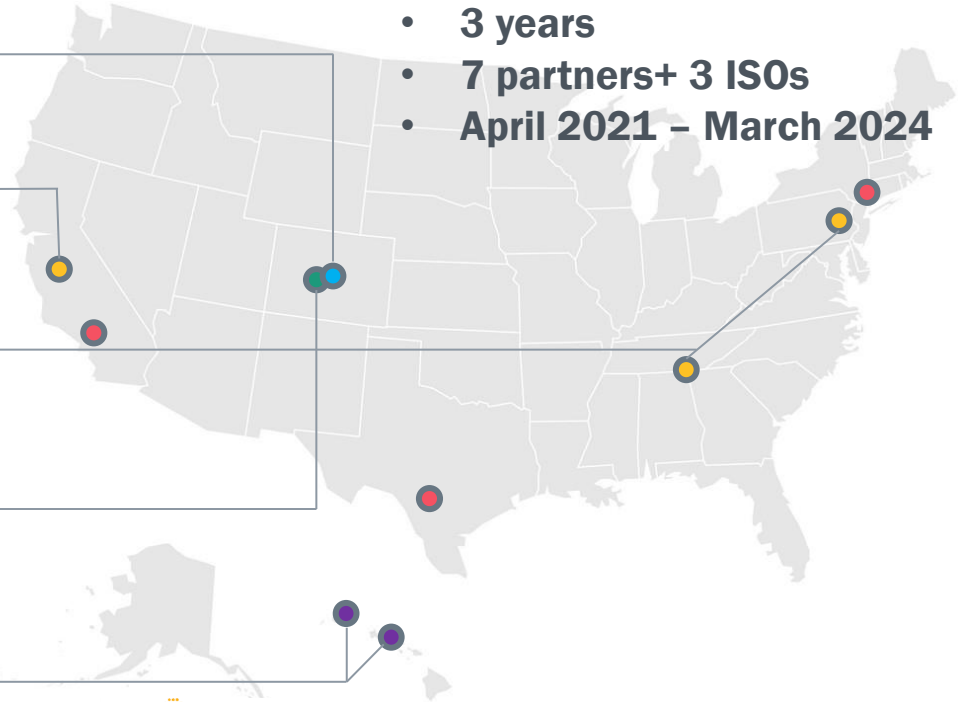 • 3 years
• 7 partners+ 3 ISOs
• April 2021 – March 2024
...